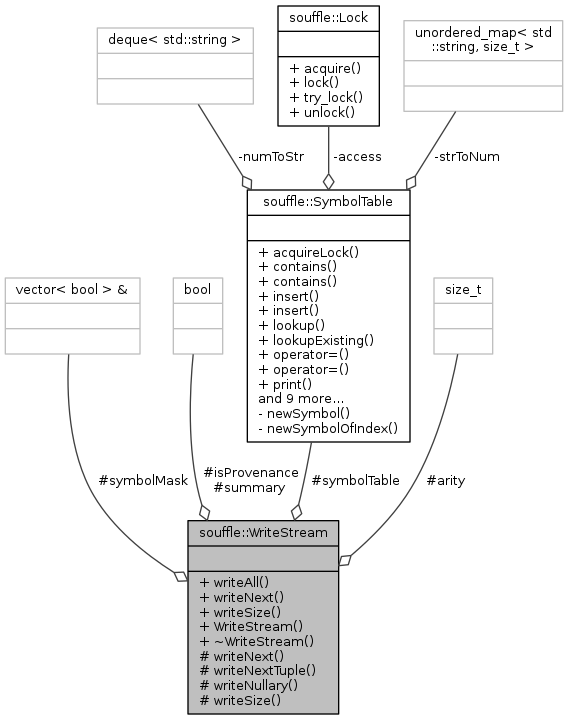 souffle::Lock
+ acquire()
+ lock()
+ try_lock()
+ unlock()
deque< std::string >
unordered_map< std
::string, size_t >
-numToStr
-access
-strToNum
souffle::SymbolTable
+ acquireLock()
+ contains()
+ contains()
+ insert()
+ insert()
+ lookup()
+ lookupExisting()
+ operator=()
+ operator=()
+ print()
and 9 more...
- newSymbol()
- newSymbolOfIndex()
vector< bool > &
bool
size_t
#symbolMask
#isProvenance
#summary
#symbolTable
#arity
souffle::WriteStream
+ writeAll()
+ writeNext()
+ writeSize()
+ WriteStream()
+ ~WriteStream()
# writeNext()
# writeNextTuple()
# writeNullary()
# writeSize()